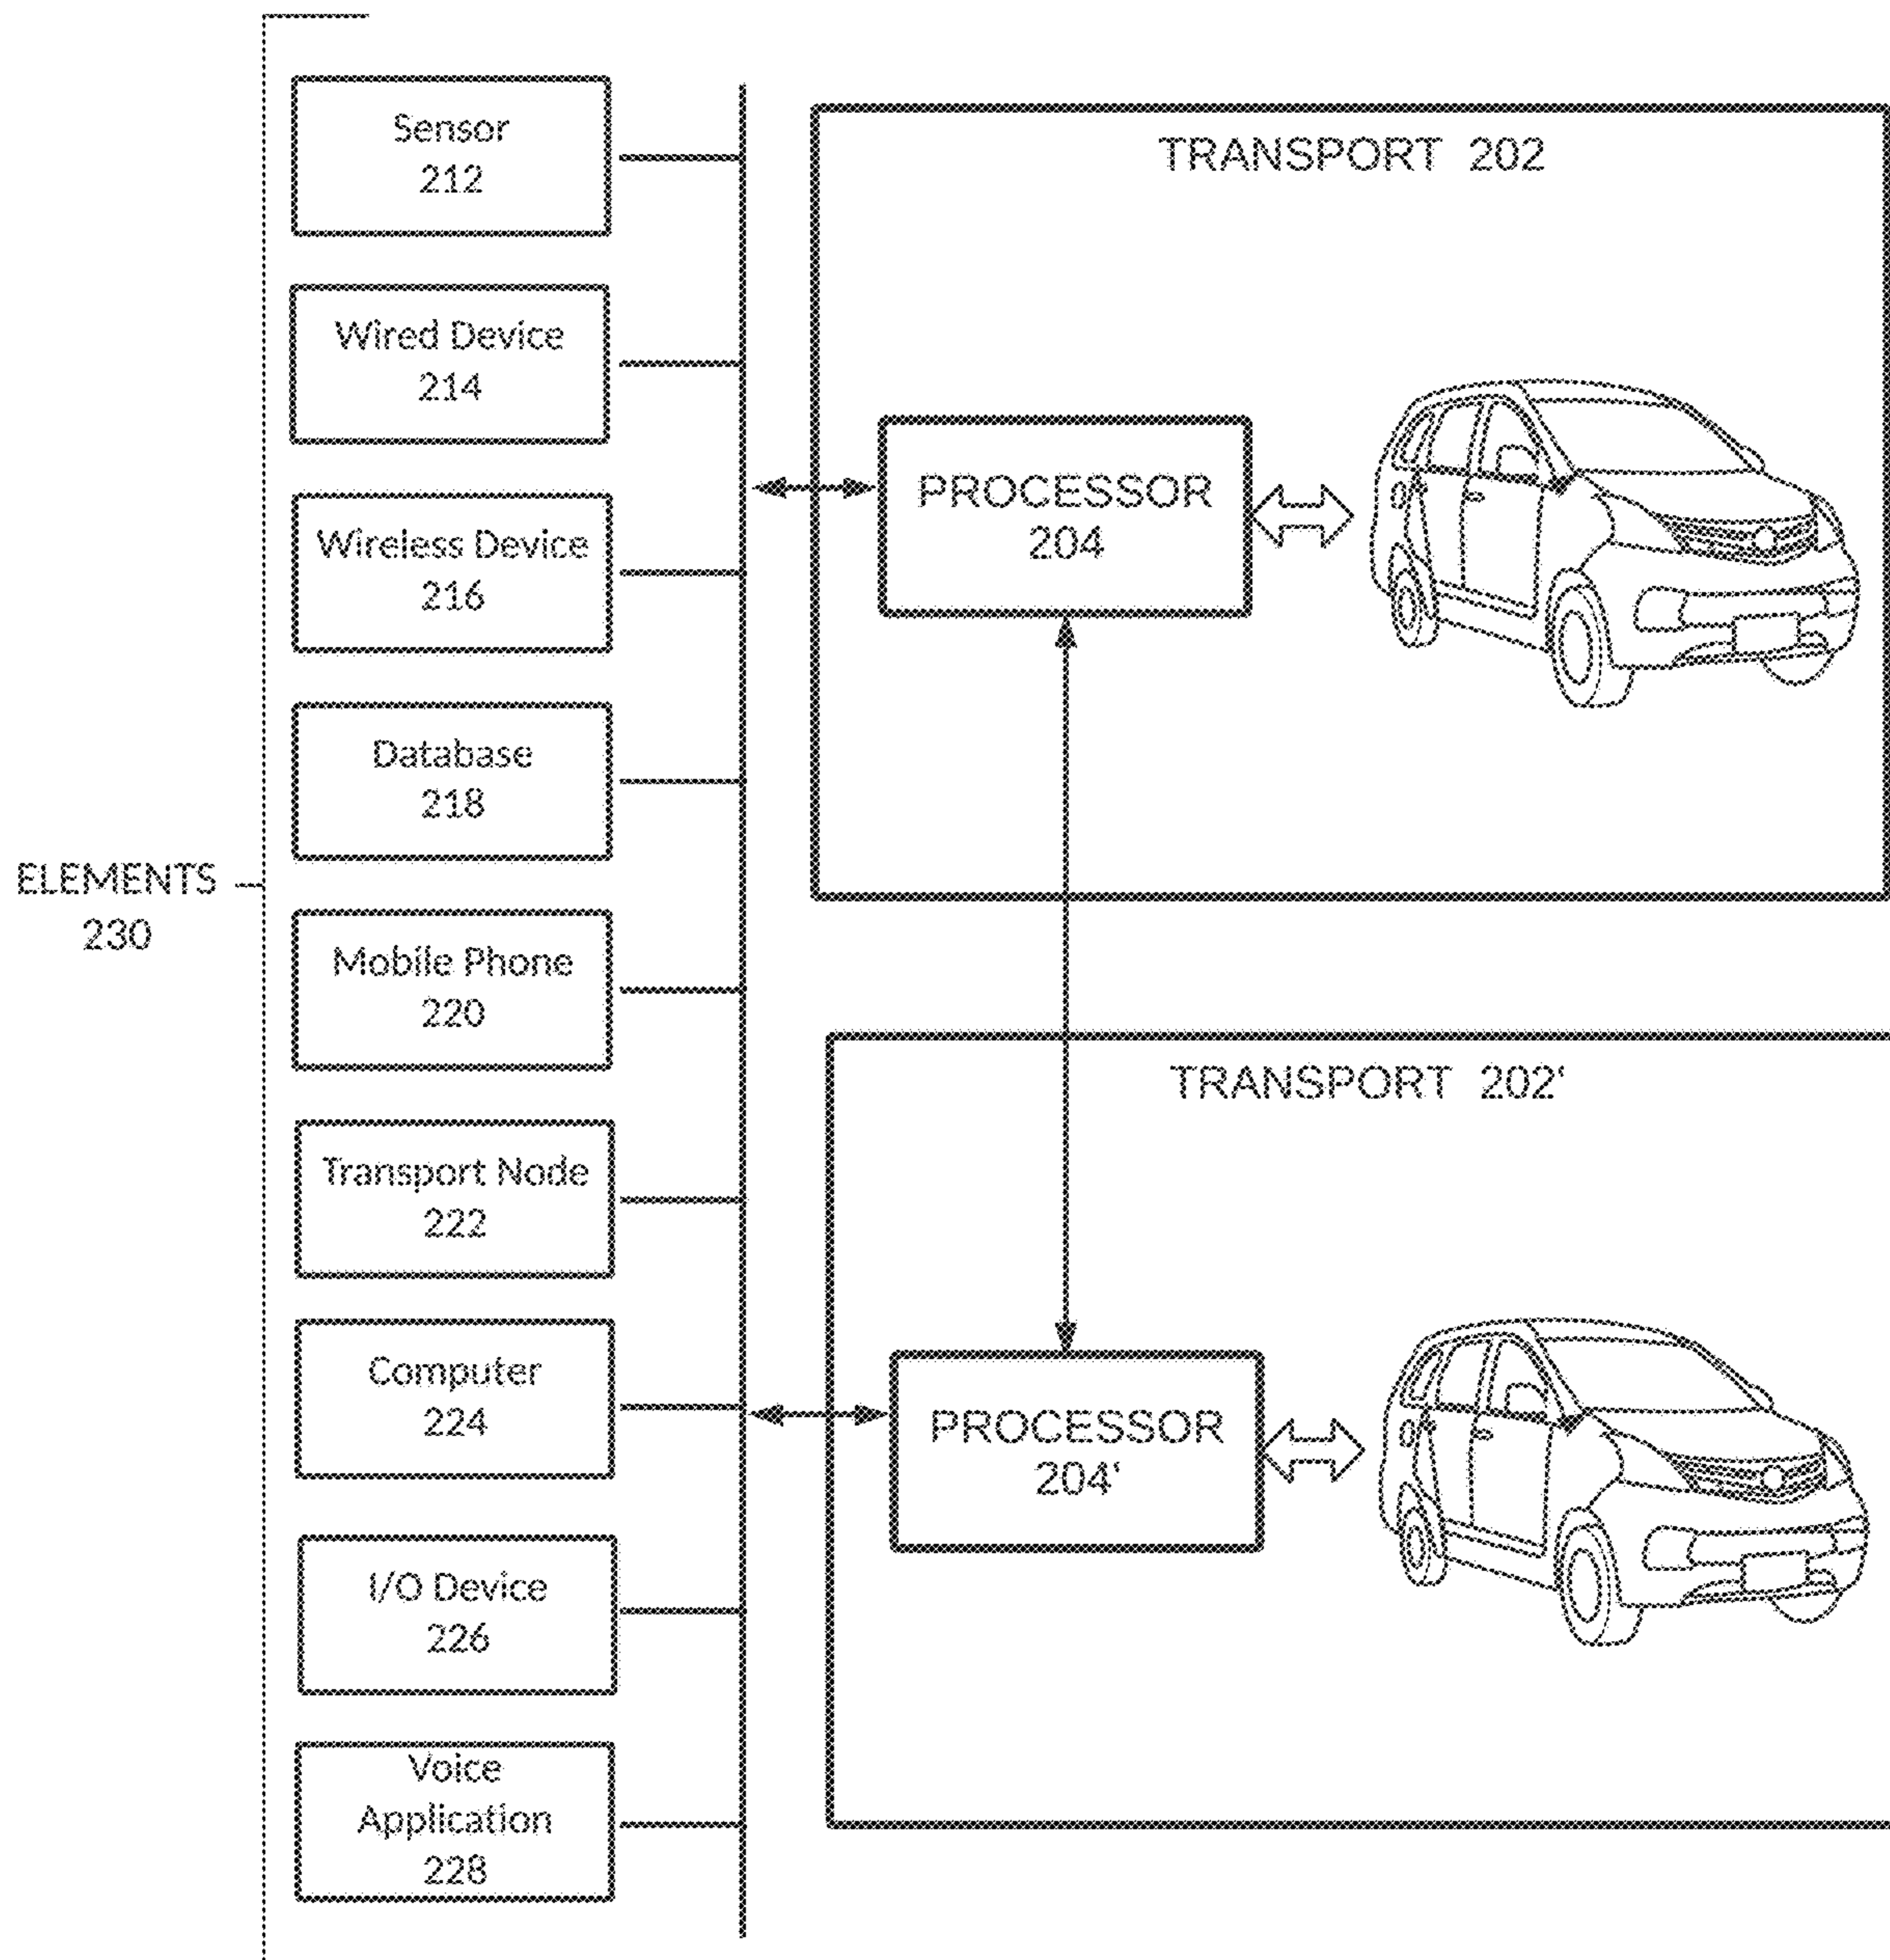 Sensor
212
Wired Device
214
Wireless Device
216
Database
218
ELEMENTS
230
Mobile Phone
220
Transport Node
222
Computer
224
I/O Device
226
Voice
Application
228
TRANSPORT 202
PROCESSOR
204
TRANSPORT 202‘
PROCESSOR
204‘